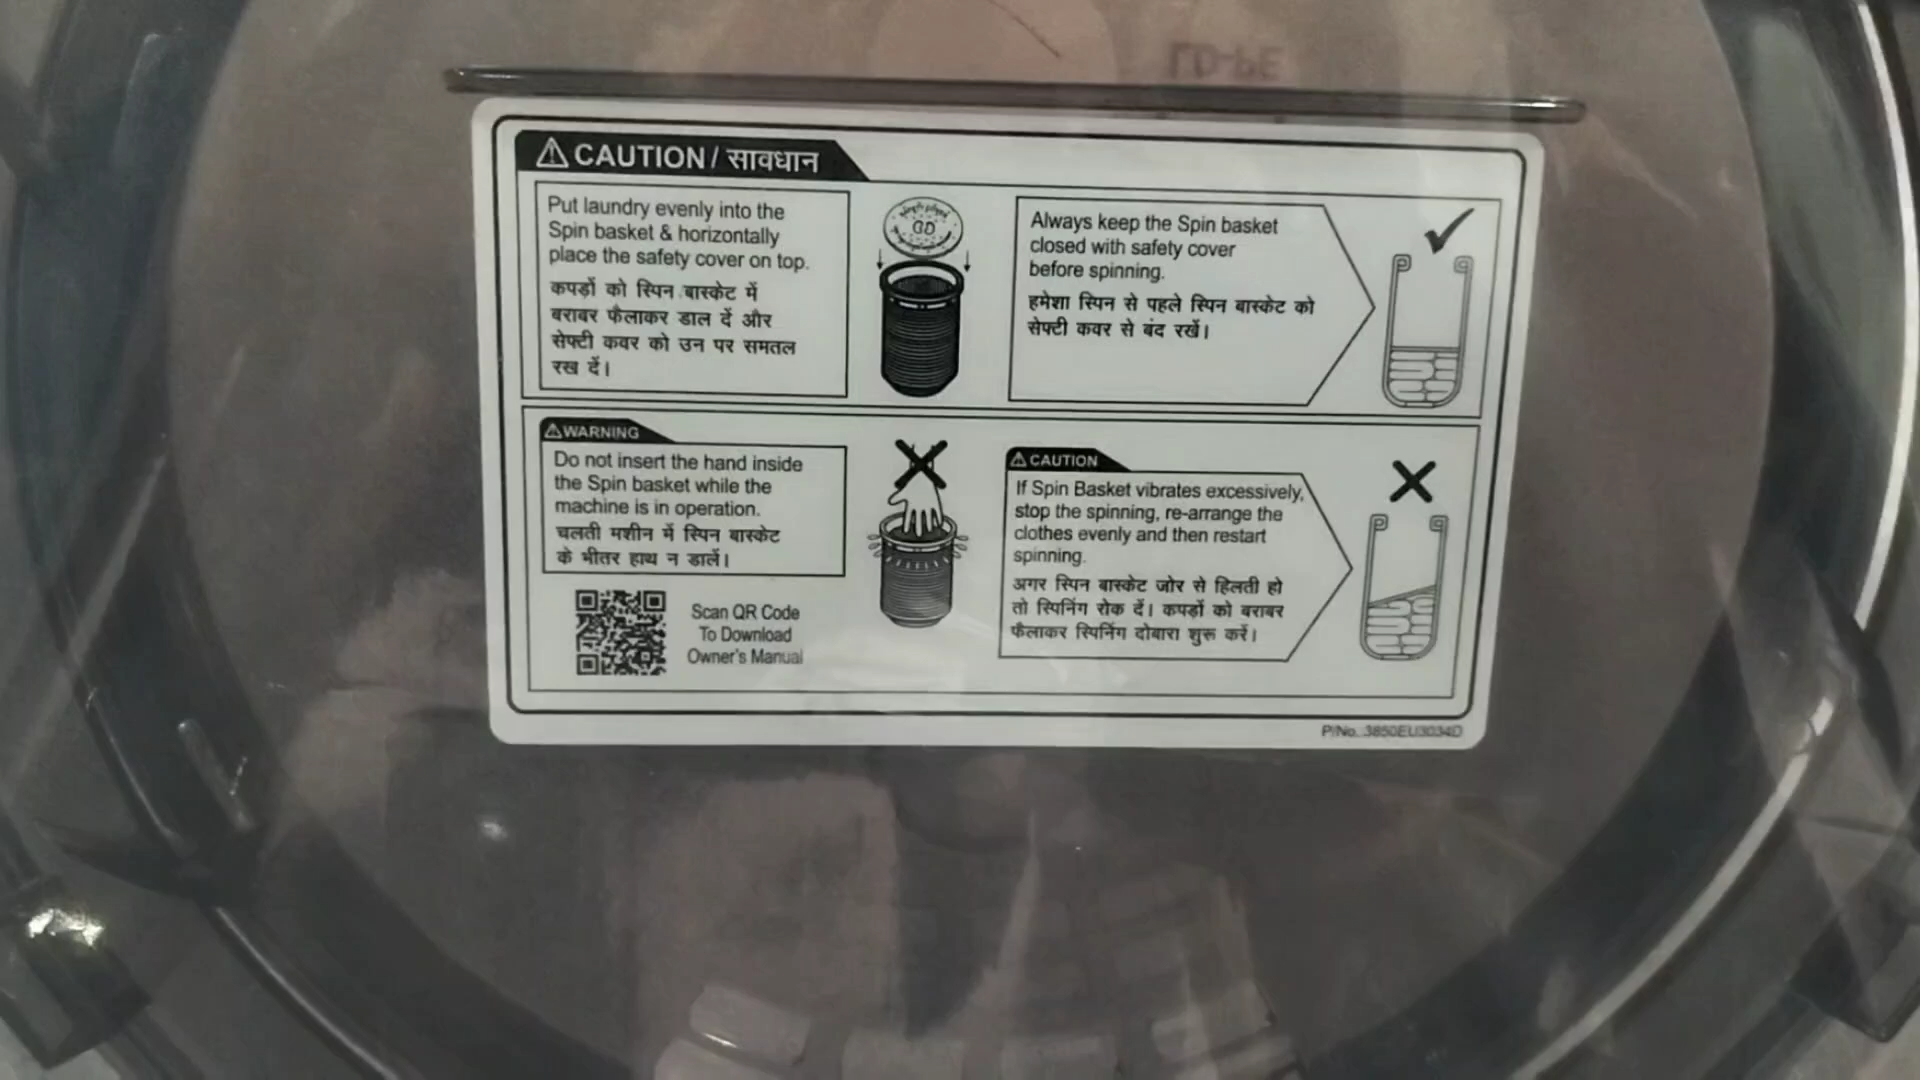 LD-PE
CAUTION / सावधान
Put laundry evenly into the
Spin basket & horizontally
place the safety cover on top.
कपड़ों को स्पिन बास्केट में
बराबर फैलाकर डाल दें और
सेफ्टी कवर को उन पर समतल
रख दें।
Always keep the Spin basket
closed with safety cover
before spinning.
हमेशा स्पिन से पहले स्पिन बास्केट को
सेफ्टी कवर से बंद रखें।
WARNING
Do not insert the hand inside
the Spin basket while the
machine is in operation.
चलती मशीन में स्पिन बास्केट
के भीतर हाथ न डालें।
Scan QR Code
To Download
Owner's Manual
CAUTION
If Spin Basket vibrates excessively,
stop the spinning, re-arrange the
clothes evenly and then restart
spinning.
अगर स्पिन बास्केट जोर से हिलती हो
तो स्पिनिंग रोक दें। कपड़ों को बराबर
फैलाकर स्पिनिंग दोबारा शुरू करें।
P/No.:3850EU3034D